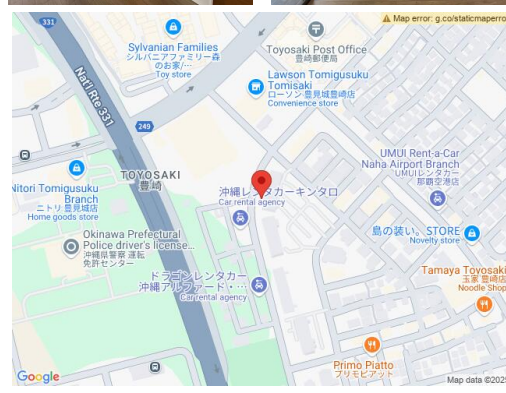 Map error: g.co/staticmaperro
331
Sylvanian Families
シルバニアファミリー森
のお家/…
Toy store
Toyosaki Post Office
豊崎郵便局
Lawson Tomigusuku
Tomisaki
ローソン 豊見城豊崎店
Convenience store
Nat'l Rte 331
249
TOYOSAKI
豊崎
UMUI Rent-a-Car
Naha Airport Branch
UMUIレンタカー
那覇空港店
Nitori Tomigusuku
Branch
ニトリ 豊見城店
Home goods store
沖縄レンタカーキンタロ
Car rental agency
島の装い。STORE
Novelty store
Okinawa Prefectural
Police driver's license...
沖縄県警察 運転
免許センター
ドラゴンレンタカー
沖縄アルファード・…
Car rental agency
Tamaya Toyosaki
玉家 豊崎店
Noodle Shop
Nat'l Rte 331
Primo Piatto
プリモピアット
Google
Map data ©2025